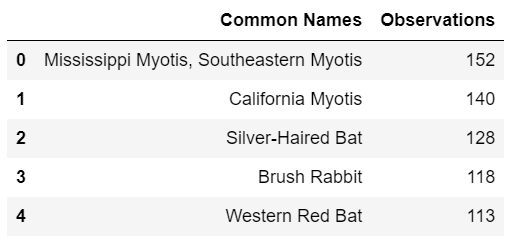 Common Names Observations
0 Mississippi Myotis, Southeastern Myotis 152
1 California Myotis 140
2 Silver-Haired Bat 128
3 Brush Rabbit 118
4 Western Red Bat 113